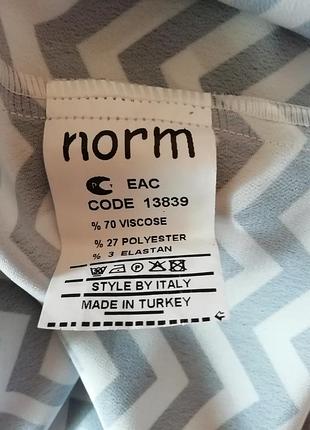 norm
EAC
CODE 13839
% 70 VISCOSE
% 27 POLYESTER
% 3 ELASTAN
STYLE BY ITALY
MADE IN TURKEY